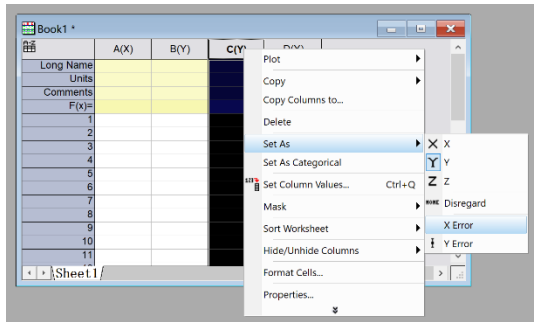 Book1 *
A(X) B(Y) C(Y) D(Y)
Long Name
Units
Comments
F(x)=
1
2
3
4
5
6
7
8
9
10
11
Sheet1
Plot
Copy
Copy Columns to...
Delete
Set As
Set As Categorical
Set Column Values... Ctrl+Q
Mask
Sort Worksheet
Hide/Unhide Columns
Format Cells...
Properties...
X X
Y Y
Z Z
NONE Disregard
X Error
Y Error